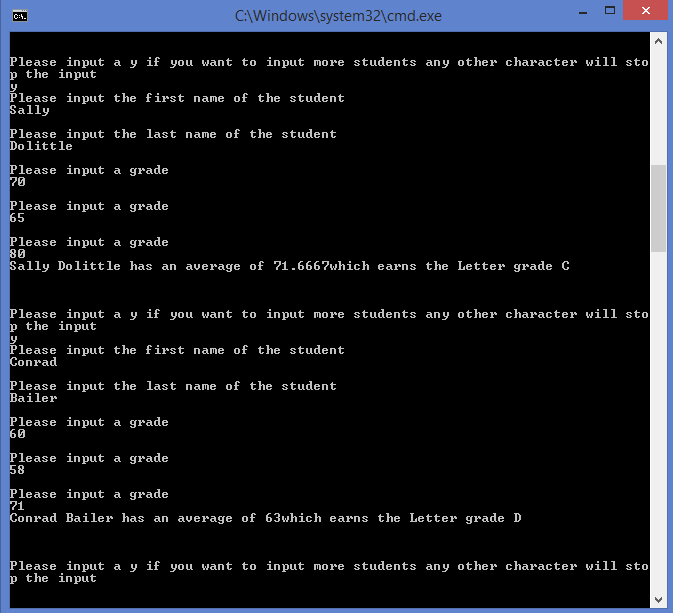 C:\Windows\system32\cmd.exe
Please input a y if you want to input more students any other character will sto
p the input
y
Please input the first name of the student
Sally
Please input the last name of the student
Dolittle
Please input a grade
70
Please input a grade
65
Please input a grade
80
Sally Dolittle has an average of 71.6667which earns the Letter grade C
Please input a y if you want to input more students any other character will sto
p the input
y
Please input the first name of the student
Conrad
Please input the last name of the student
Bailer
Please input a grade
60
Please input a grade
58
Please input a grade
71
Conrad Bailer has an average of 63which earns the Letter grade D
Please input a y if you want to input more students any other character will sto
p the input